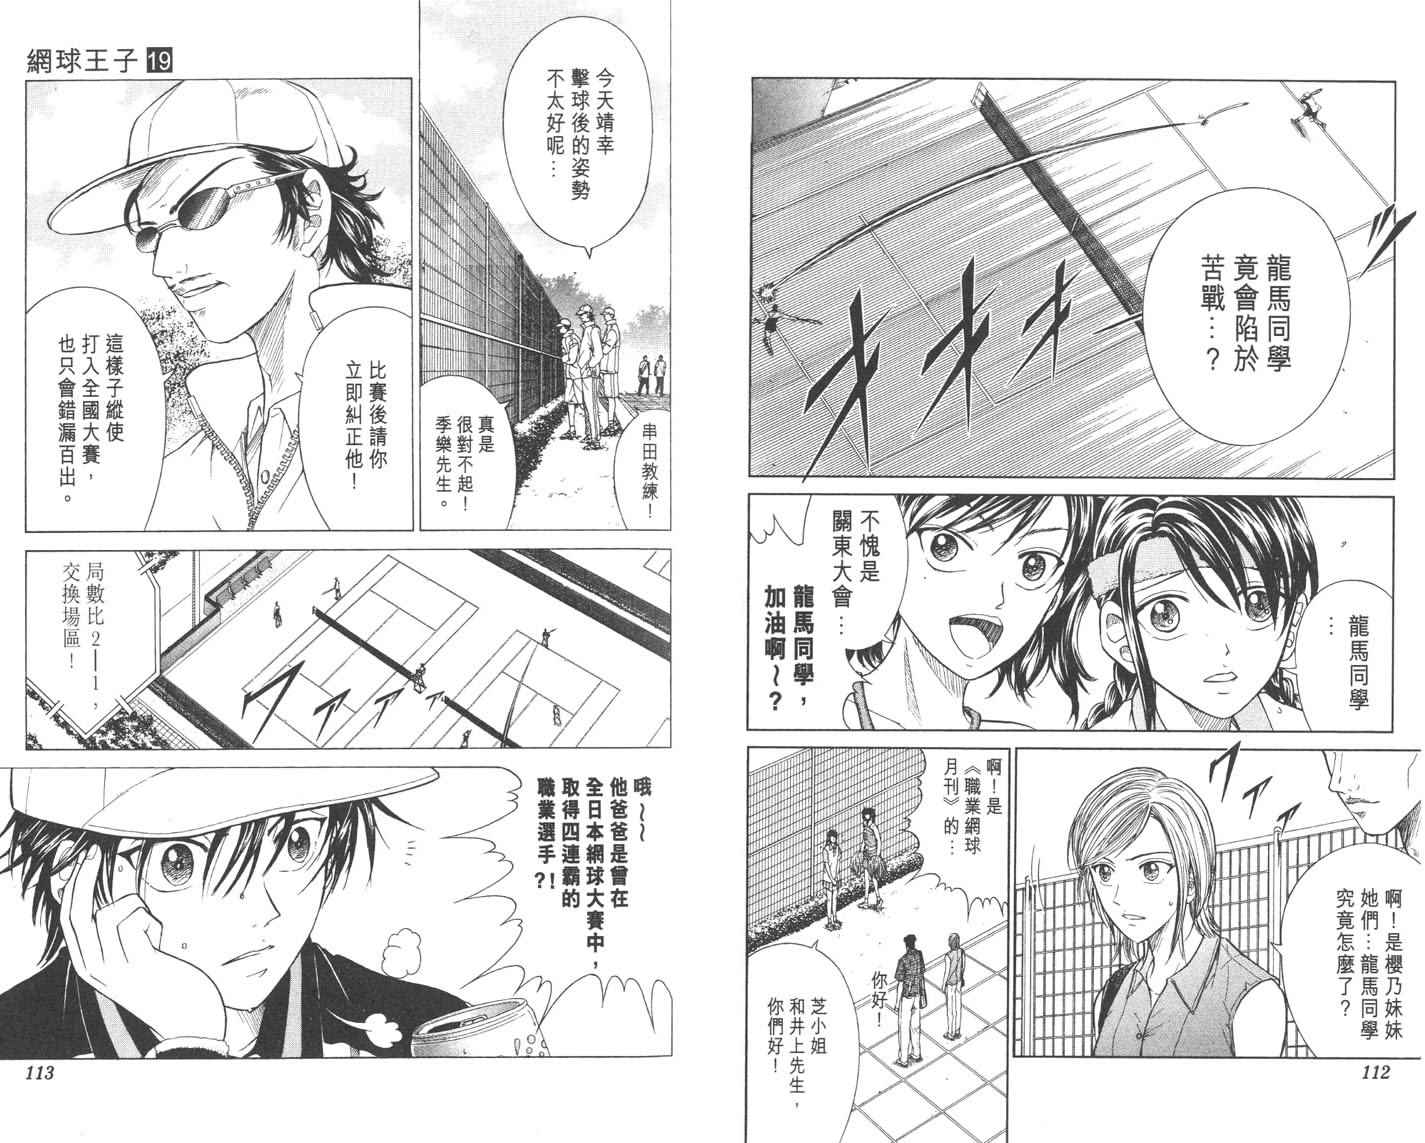 龍馬同學
竟會陷於
苦戰…?
龍馬同學
…
不愧是
關東大會…
龍馬同學，
加油啊~?
啊!是櫻乃妹妹
她們…龍馬同學
究竟怎麼了?
啊!是
《職業網球
月刊》的…
你好!
芝小姐
和井上先生，
你們好!
112
網球王子 19
今天靖幸
擊球後的姿勢
不太好呢…
串田教練!
真是
很對不起!
季樂先生。
比賽後請你
立即糾正他!
這樣子縱使
打入全國大賽，
也只會錯漏百出。
局數比2—1，
交換場區!
哦~~
他爸爸是曾在
全日本網球大賽中，
取得四連霸的
職業選手?!
113